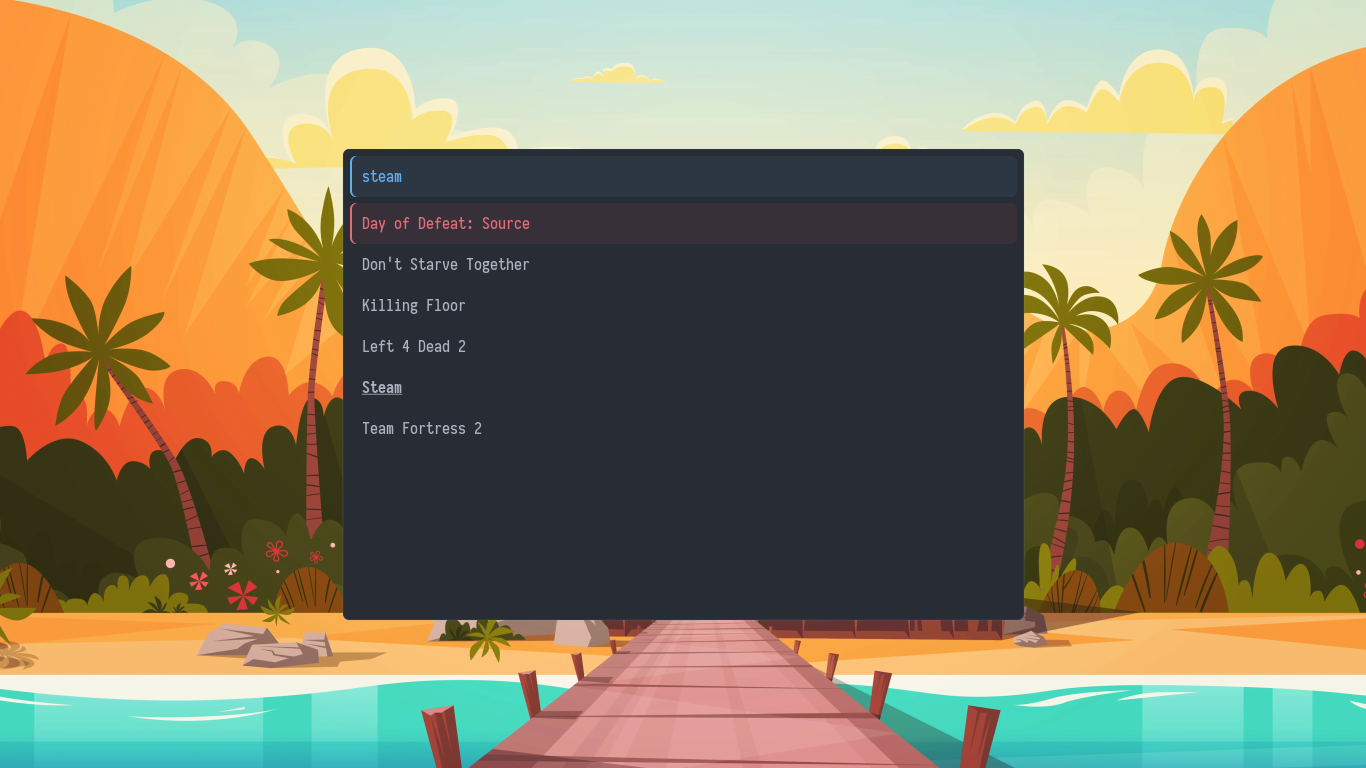 steam
Day of Defeat: Source
Don't Starve Together
Killing Floor
Left 4 Dead 2
Steam
Team Fortress 2